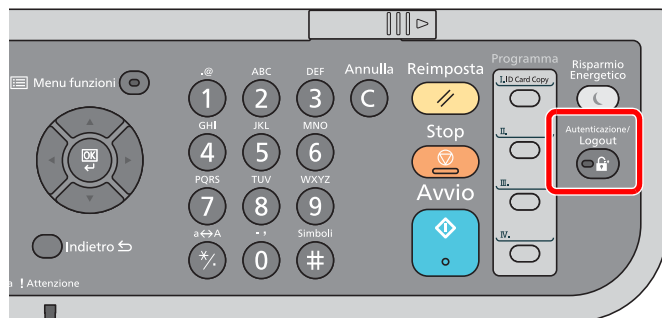 Menu funzioni
.@ ABC DEF Annulla Reimposta Programma Risparmio Energetico
1 2 3 C
I. ID Card Copy
GHI JKL MNO Stop
II.
Autenticazione/
Logout
4 5 6
OK
PQRS TUV WXYZ Avvio
III.
7 8 9
a↔A - , Simboli
IV.
Indietro
*/. 0 #
a ! Attenzione